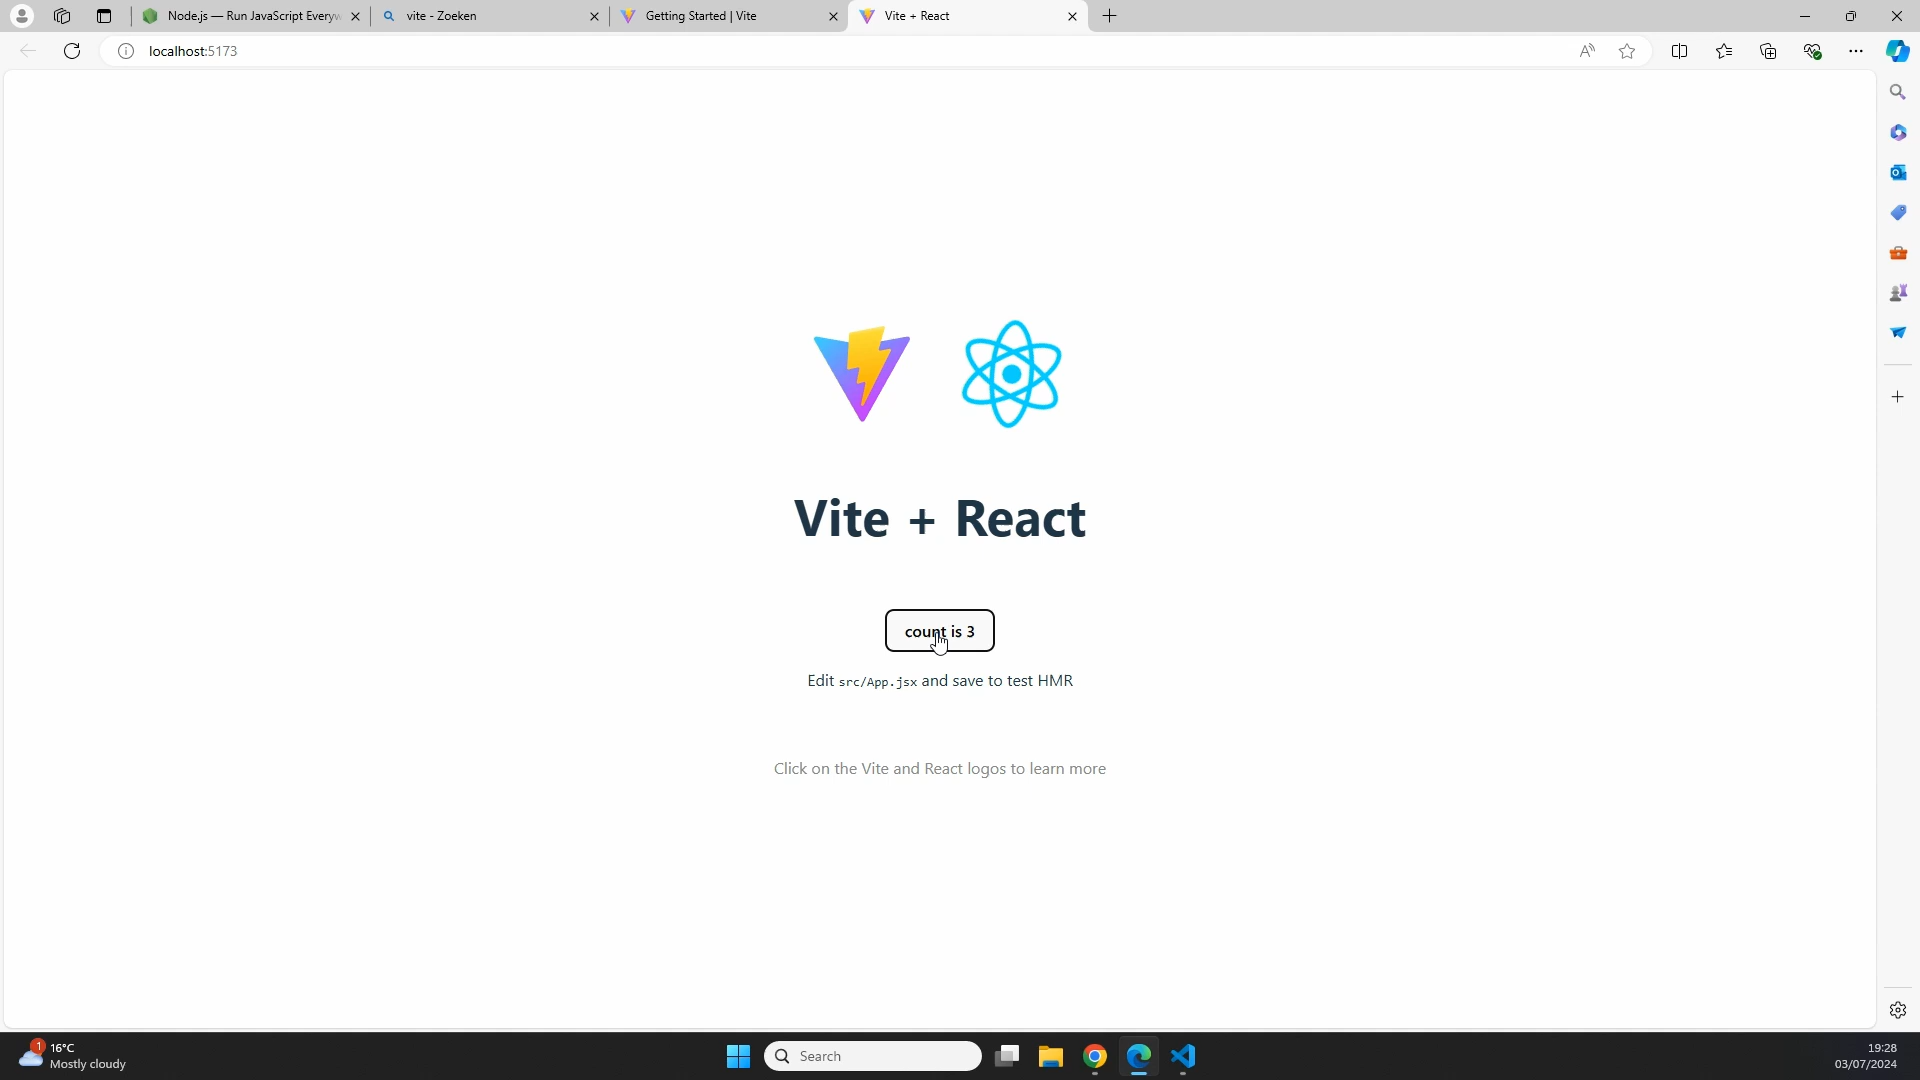 Node.js — Run JavaScript Everyw
vite - Zoeken
Getting Started | Vite
Vite + React
localhost:5173
Vite + React
count is 3
Edit src/App.jsx and save to test HMR
Click on the Vite and React logos to learn more
1
16°C
Mostly cloudy
Search
19:28
03/07/2024